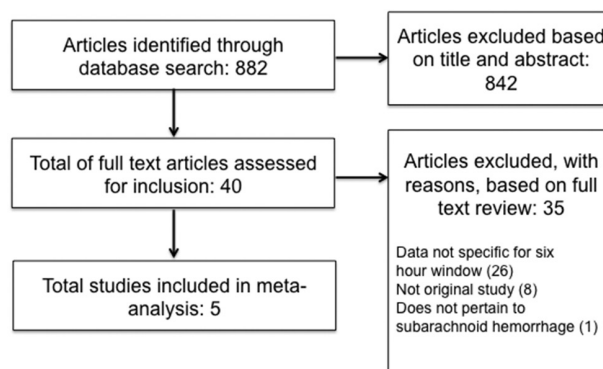 Articles identified through
database search: 882
Articles excluded based
on title and abstract:
842
Total of full text articles assessed
for inclusion: 40
Articles excluded, with
reasons, based on full
text review: 35
Data not specific for six
hour window (26)
Not original study (8)
Does not pertain to
subarachnoid hemorrhage (1)
Total studies included in meta-
analysis: 5